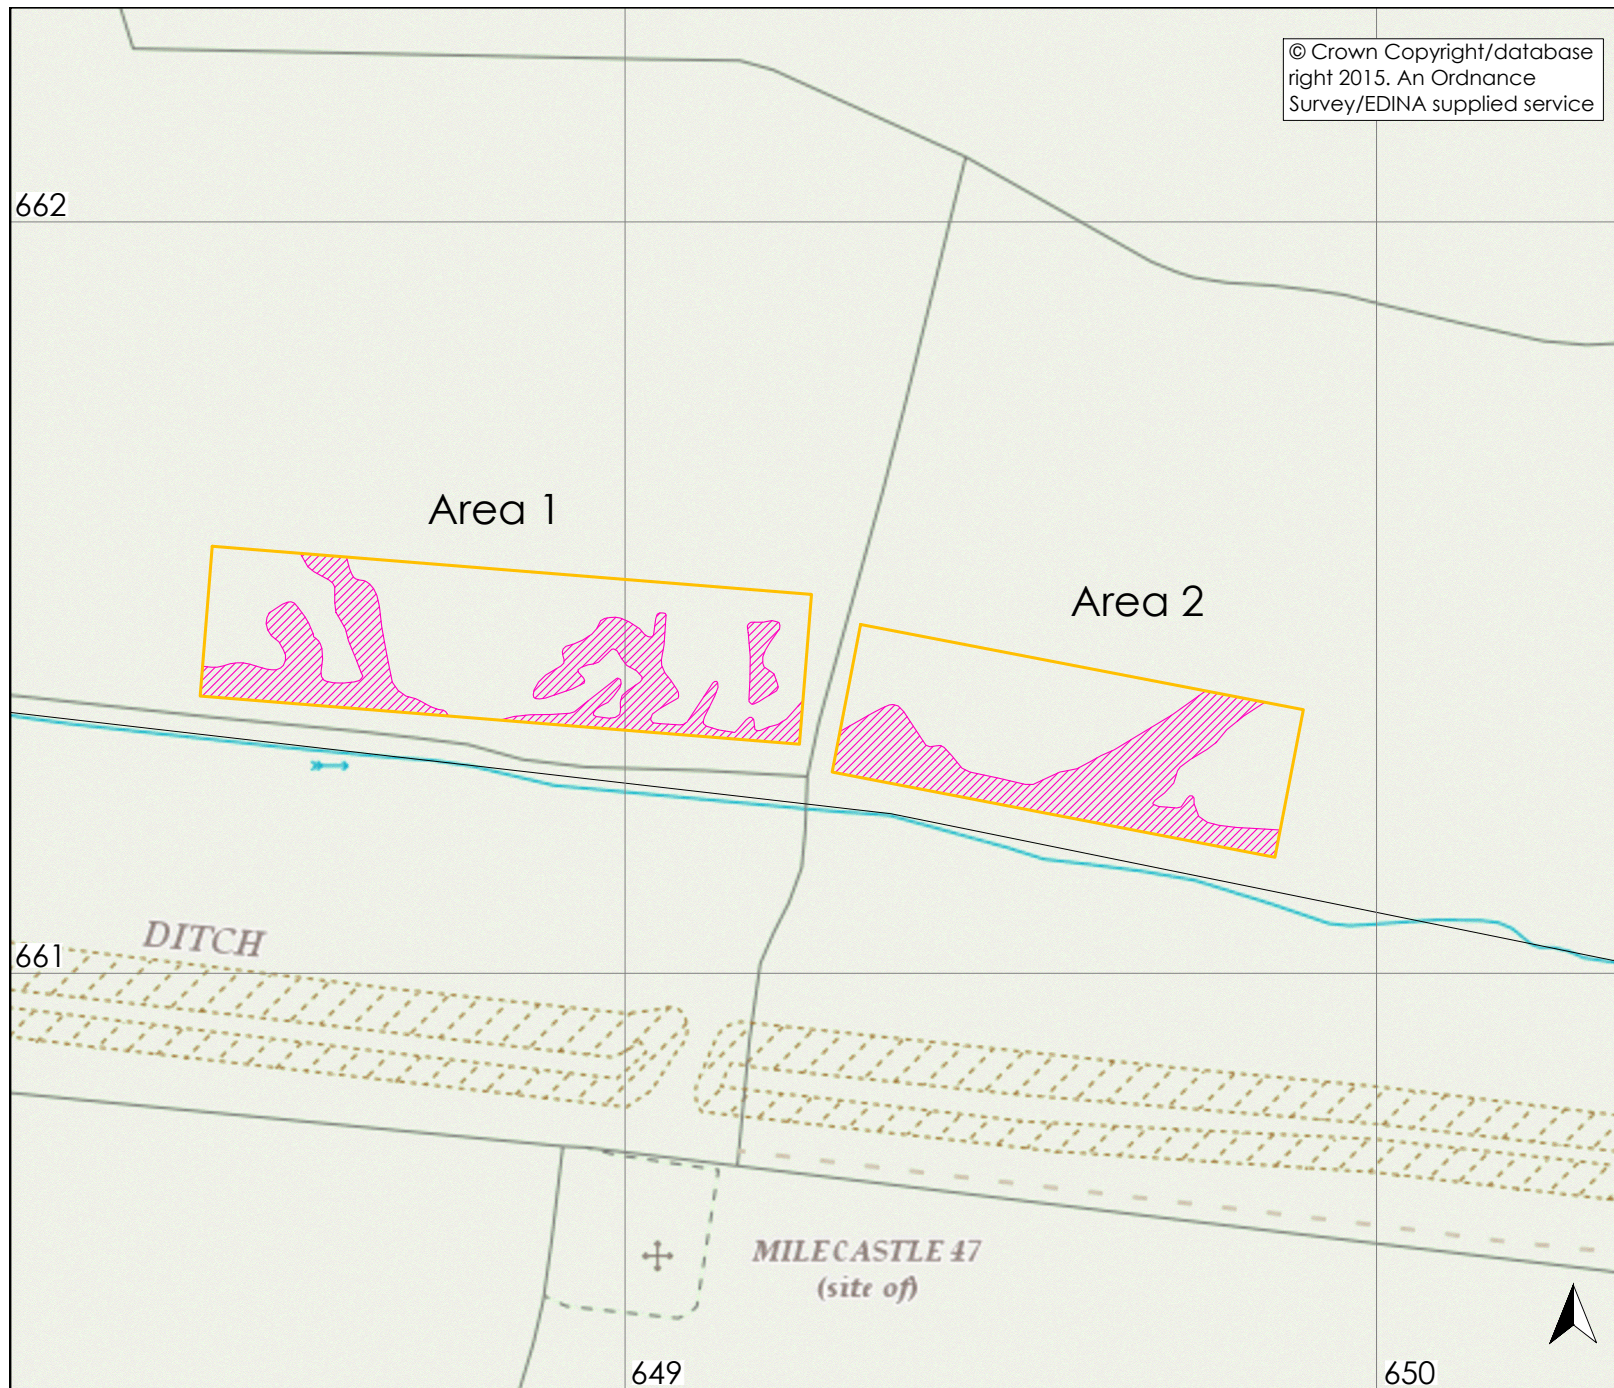 © Crown Copyright/database
right 2015. An Ordnance
Survey/EDINA supplied service
662
Area 1
Area 2
DITCH
661
MILECASTLE 47
(site of)
649
650